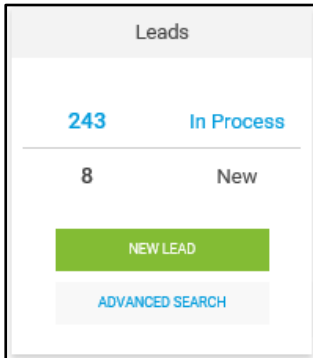 Leads
243 In Process
8 New
NEW LEAD
ADVANCED SEARCH